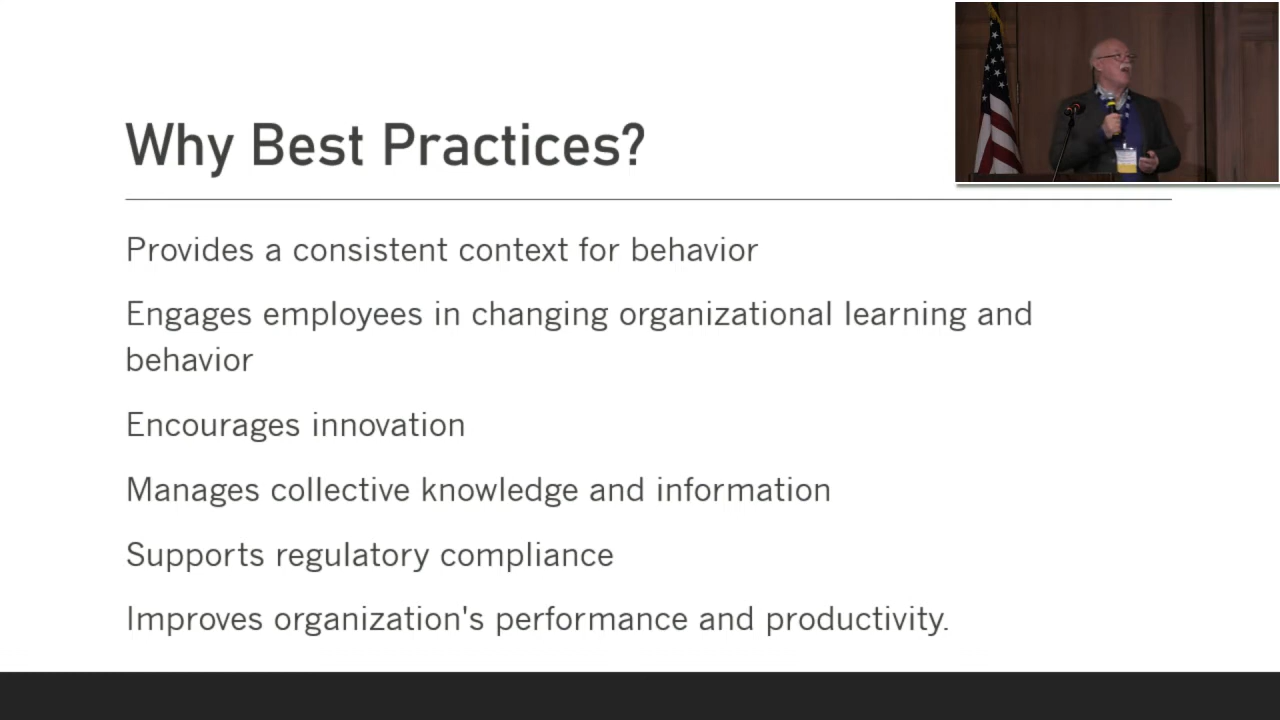 Why Best Practices?
Provides a consistent context for behavior
Engages employees in changing organizational learning and
behavior
Encourages innovation
Manages collective knowledge and information
Supports regulatory compliance
Improves organization's performance and productivity.